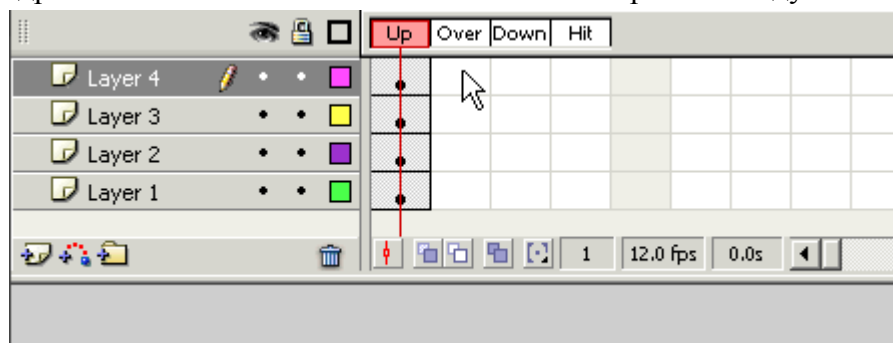 Up Over Down Hit
Layer 4
Layer 3
Layer 2
Layer 1
1 12.0 fps 0.0s